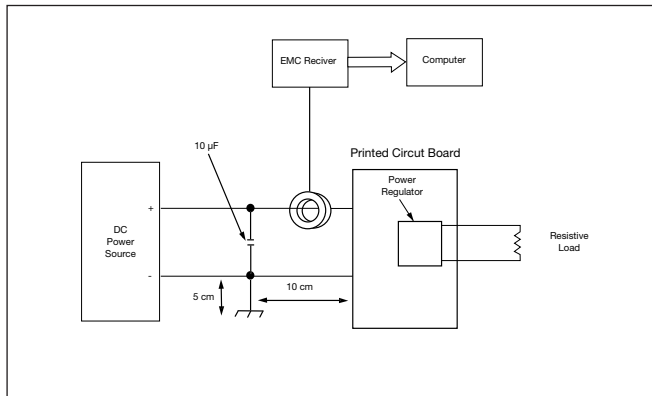 EMC Reciver
Computer
10 µF
Printed Circut Board
Power
Regulator
+
DC
Power
Source
Resistive
Load
-
5 cm
10 cm